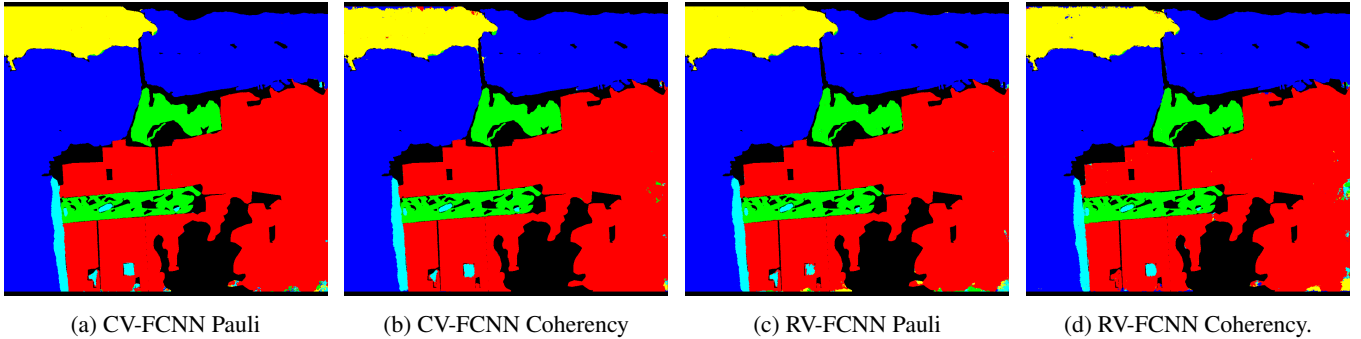 (a) CV-FCNN Pauli
(b) CV-FCNN Coherency
(c) RV-FCNN Pauli
(d) RV-FCNN Coherency.